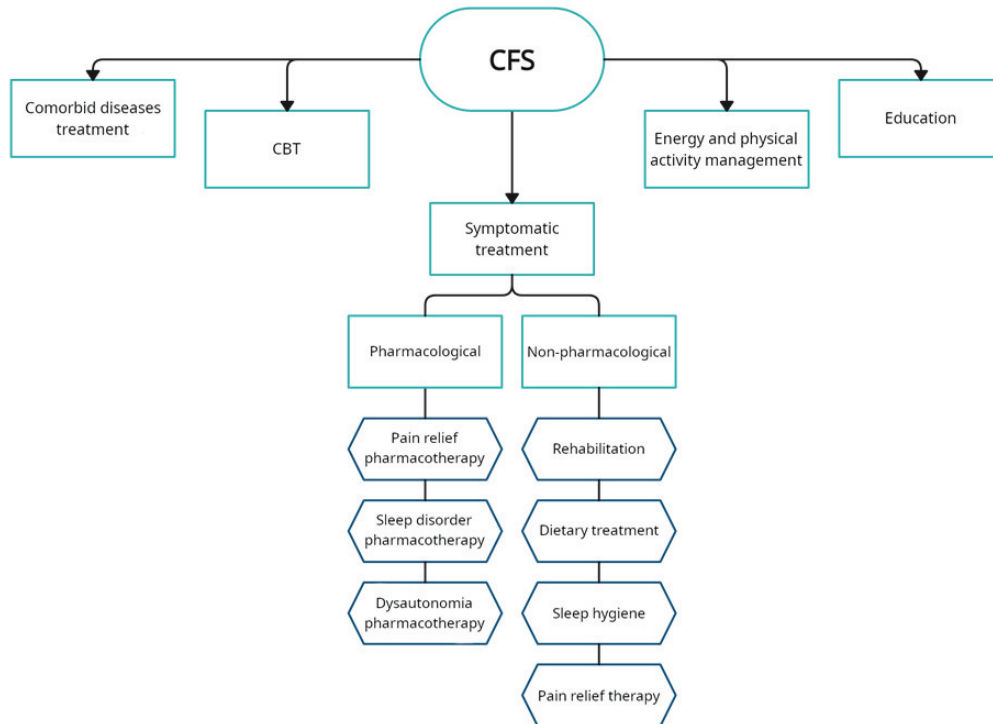 CFS
Comorbid diseases
treatment
CBT
Energy and physical
activity management
Education
Symptomatic
treatment
Pharmacological
Non-pharmacological
Pain relief
pharmacotherapy
Rehabilitation
Sleep disorder
pharmacotherapy
Dietary treatment
Dysautonomia
pharmacotherapy
Sleep hygiene
Pain relief therapy